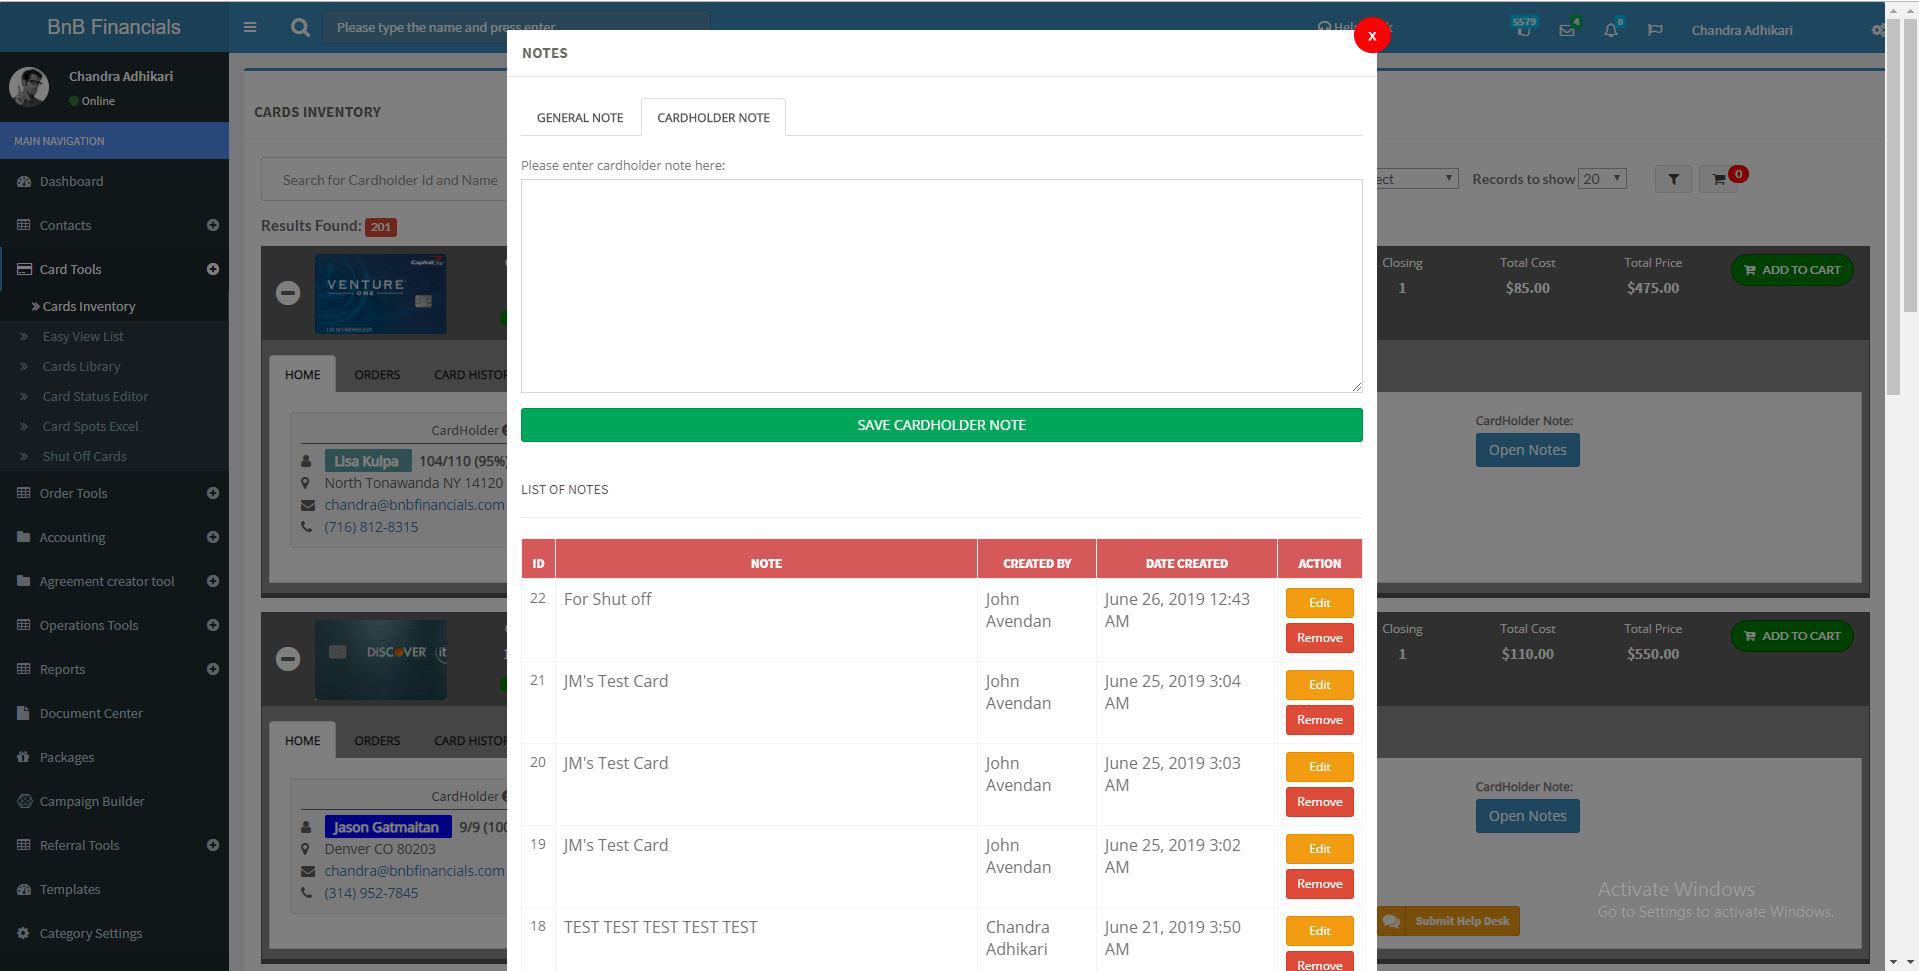 BnB Financials
Please type the name and press enter
5579
4
0
Chandra Adhikari
Chandra Adhikari
Online
MAIN NAVIGATION
Dashboard
Contacts
Card Tools
Cards Inventory
Easy View List
Cards Library
Card Status Editor
Card Spots Excel
Shut Off Cards
Order Tools
Accounting
Agreement creator tool
Operations Tools
Reports
Document Center
Packages
Campaign Builder
Referral Tools
Templates
Category Settings
CARDS INVENTORY
Search for Cardholder Id and Name
Records to show 20
0
Results Found: 201
Capital One
VENTURE
ONE
Closing
1
Total Cost
$85.00
Total Price
$475.00
ADD TO CART
HOME
ORDERS
CARD HISTOR
CardHolder
Lisa Kulpa 104/110 (95%)
North Tonawanda NY 14120
chandra@bnbfinancials.com
(716) 812-8315
CardHolder Note:
Open Notes
DISCOVER it
Closing
1
Total Cost
$110.00
Total Price
$550.00
ADD TO CART
HOME
ORDERS
CARD HISTOR
CardHolder
Jason Gatmaitan 9/9 (100
Denver CO 80203
chandra@bnbfinancials.com
(314) 952-7845
CardHolder Note:
Open Notes
NOTES
x
GENERAL NOTE
CARDHOLDER NOTE
Please enter cardholder note here:
SAVE CARDHOLDER NOTE
LIST OF NOTES
ID NOTE CREATED BY DATE CREATED ACTION
22 For Shut off John Avendan June 26, 2019 12:43 AM Edit Remove
21 JM's Test Card John Avendan June 25, 2019 3:04 AM Edit Remove
20 JM's Test Card John Avendan June 25, 2019 3:03 AM Edit Remove
19 JM's Test Card John Avendan June 25, 2019 3:02 AM Edit Remove
18 TEST TEST TEST TEST TEST Chandra Adhikari June 21, 2019 3:50 AM Edit Remove
Activate Windows
Go to Settings to activate Windows.
Submit Help Desk